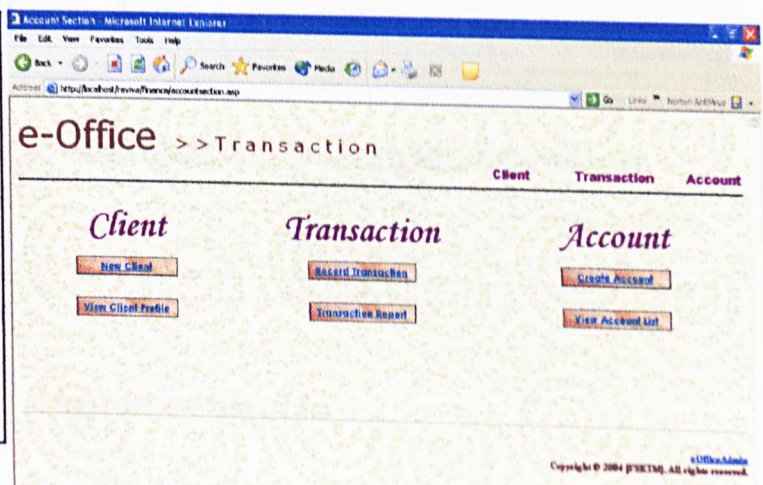 Account Section - Microsoft Internet Explorer
File Edit View Favorites Tools Help
Back Search Favorites Media
Address http://localhost/reviva/finance/accountsection.asp Go Links Norton AntiVirus
e-Office >>Transaction
Client Transaction Account
Client Transaction Account
New Client Record Transaction Create Account
View Client Profile Transaction Report View Account List
eOfficeAdmin
Copyright © 2004 [FSKTM]. All rights reserved.